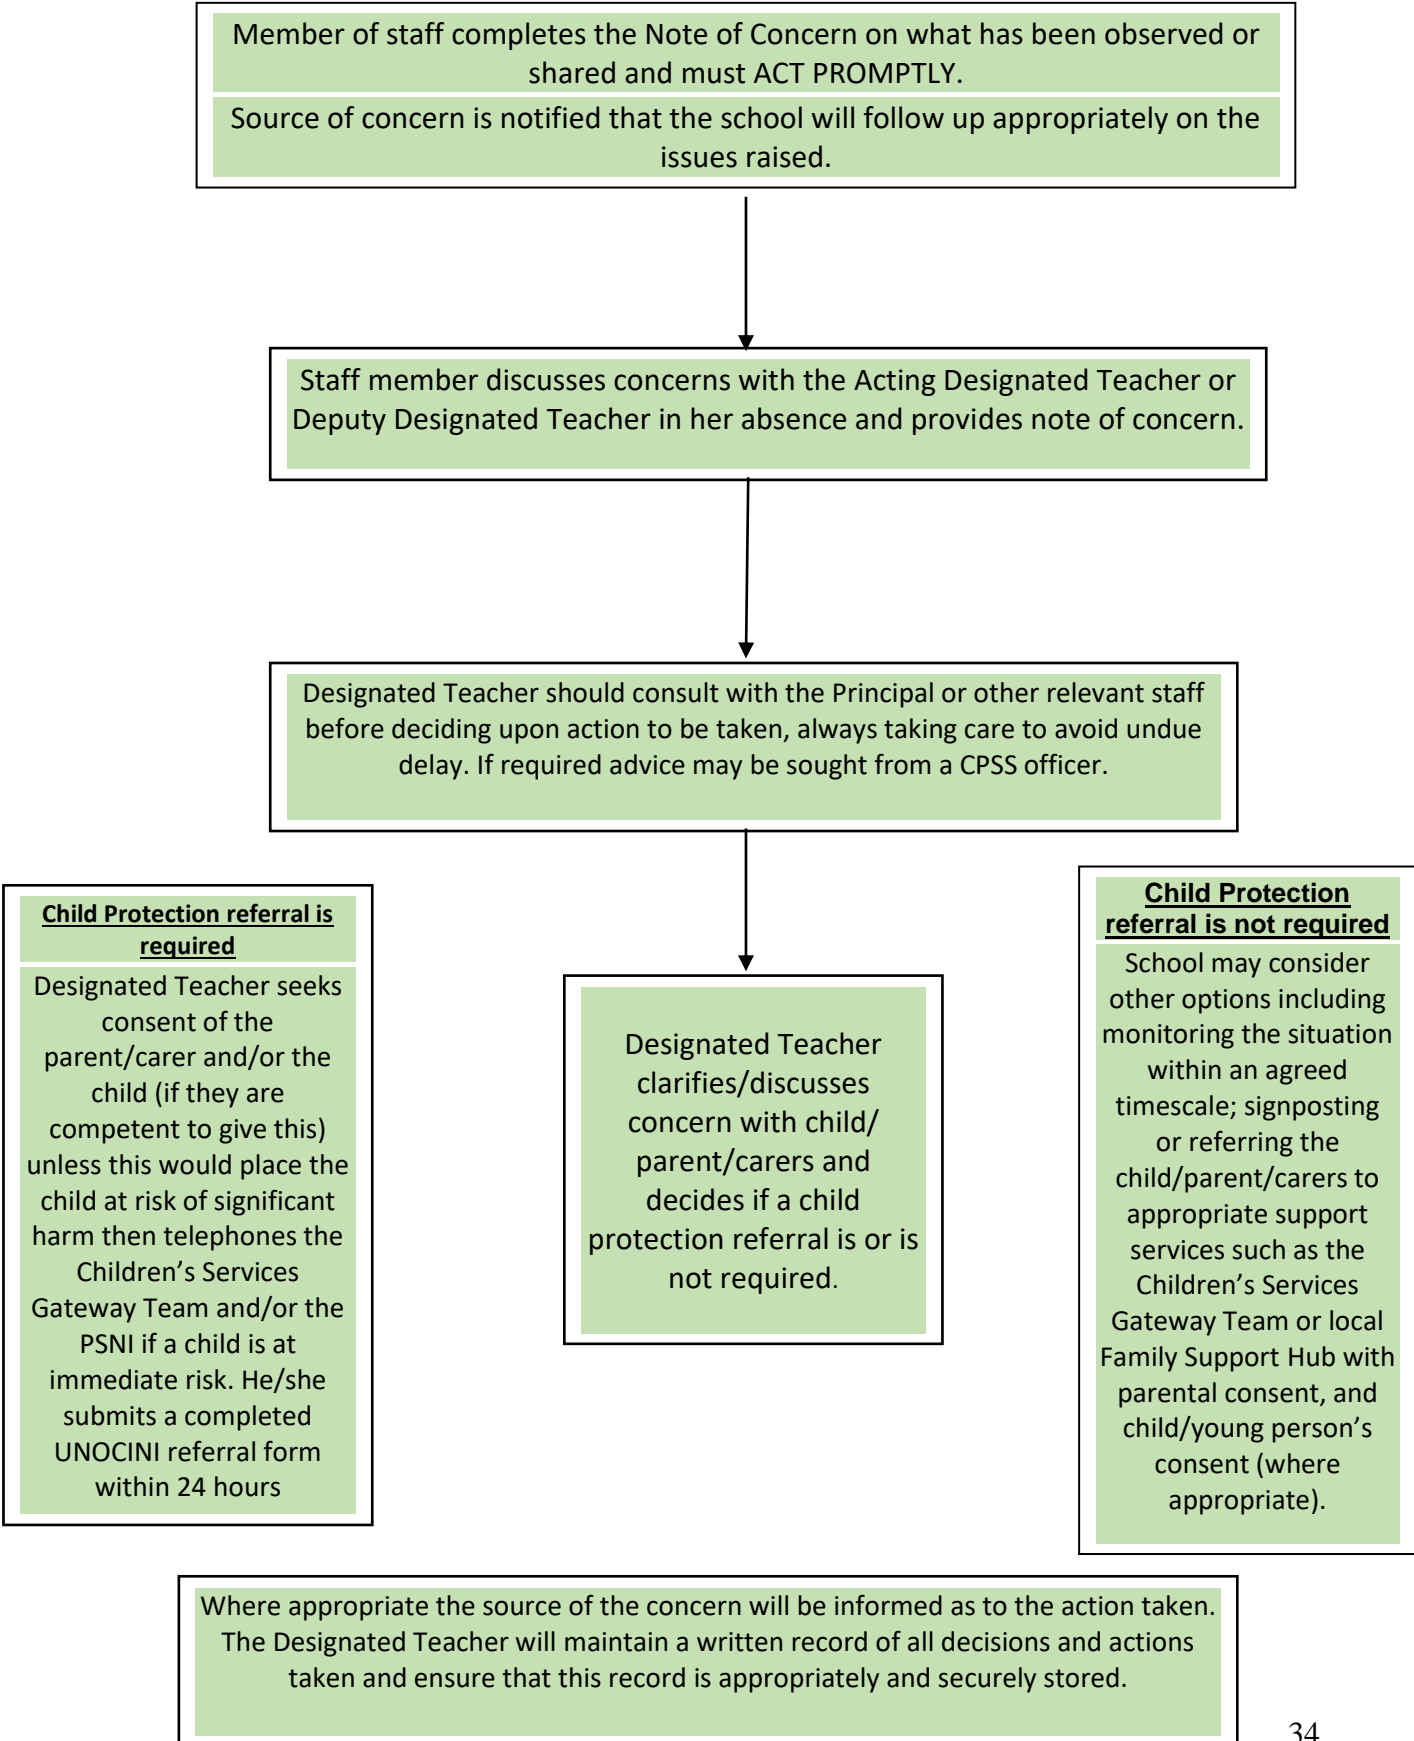 Member of staff completes the Note of Concern on what has been observed or
shared and must ACT PROMPTLY.
Source of concern is notified that the school will follow up appropriately on the
issues raised.
Staff member discusses concerns with the Acting Designated Teacher or
Deputy Designated Teacher in her absence and provides note of concern.
Designated Teacher should consult with the Principal or other relevant staff
before deciding upon action to be taken, always taking care to avoid undue
delay. If required advice may be sought from a CPSS officer.
Child Protection referral is
required
Designated Teacher seeks
consent of the
parent/carer and/or the
child (if they are
competent to give this)
unless this would place the
child at risk of significant
harm then telephones the
Children’s Services
Gateway Team and/or the
PSNI if a child is at
immediate risk. He/she
submits a completed
UNOCINI referral form
within 24 hours
Designated Teacher
clarifies/discusses
concern with child/
parent/carers and
decides if a child
protection referral is or is
not required.
Child Protection
referral is not required
School may consider
other options including
monitoring the situation
within an agreed
timescale; signposting
or referring the
child/parent/carers to
appropriate support
services such as the
Children’s Services
Gateway Team or local
Family Support Hub with
parental consent, and
child/young person’s
consent (where
appropriate).
Where appropriate the source of the concern will be informed as to the action taken.
The Designated Teacher will maintain a written record of all decisions and actions
taken and ensure that this record is appropriately and securely stored.
34